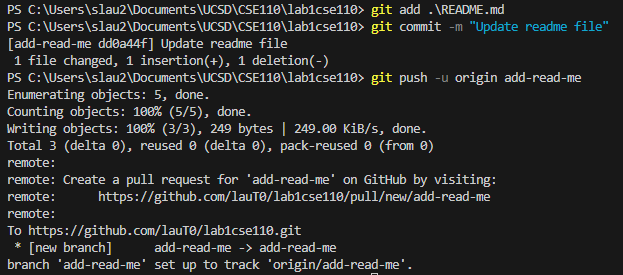 PS C:\Users\slau2\Documents\UCSD\CSE110\lab1cse110> git add .\README.md
PS C:\Users\slau2\Documents\UCSD\CSE110\lab1cse110> git commit -m "Update readme file"
[add-read-me dd0a44f] Update readme file
 1 file changed, 1 insertion(+), 1 deletion(-)
PS C:\Users\slau2\Documents\UCSD\CSE110\lab1cse110> git push -u origin add-read-me
Enumerating objects: 5, done.
Counting objects: 100% (5/5), done.
Writing objects: 100% (3/3), 249 bytes | 249.00 KiB/s, done.
Total 3 (delta 0), reused 0 (delta 0), pack-reused 0 (from 0)
remote:
remote: Create a pull request for 'add-read-me' on GitHub by visiting:
remote:      https://github.com/lauT0/lab1cse110/pull/new/add-read-me
remote:
To https://github.com/lauT0/lab1cse110.git
 * [new branch]      add-read-me -> add-read-me
branch 'add-read-me' set up to track 'origin/add-read-me'.